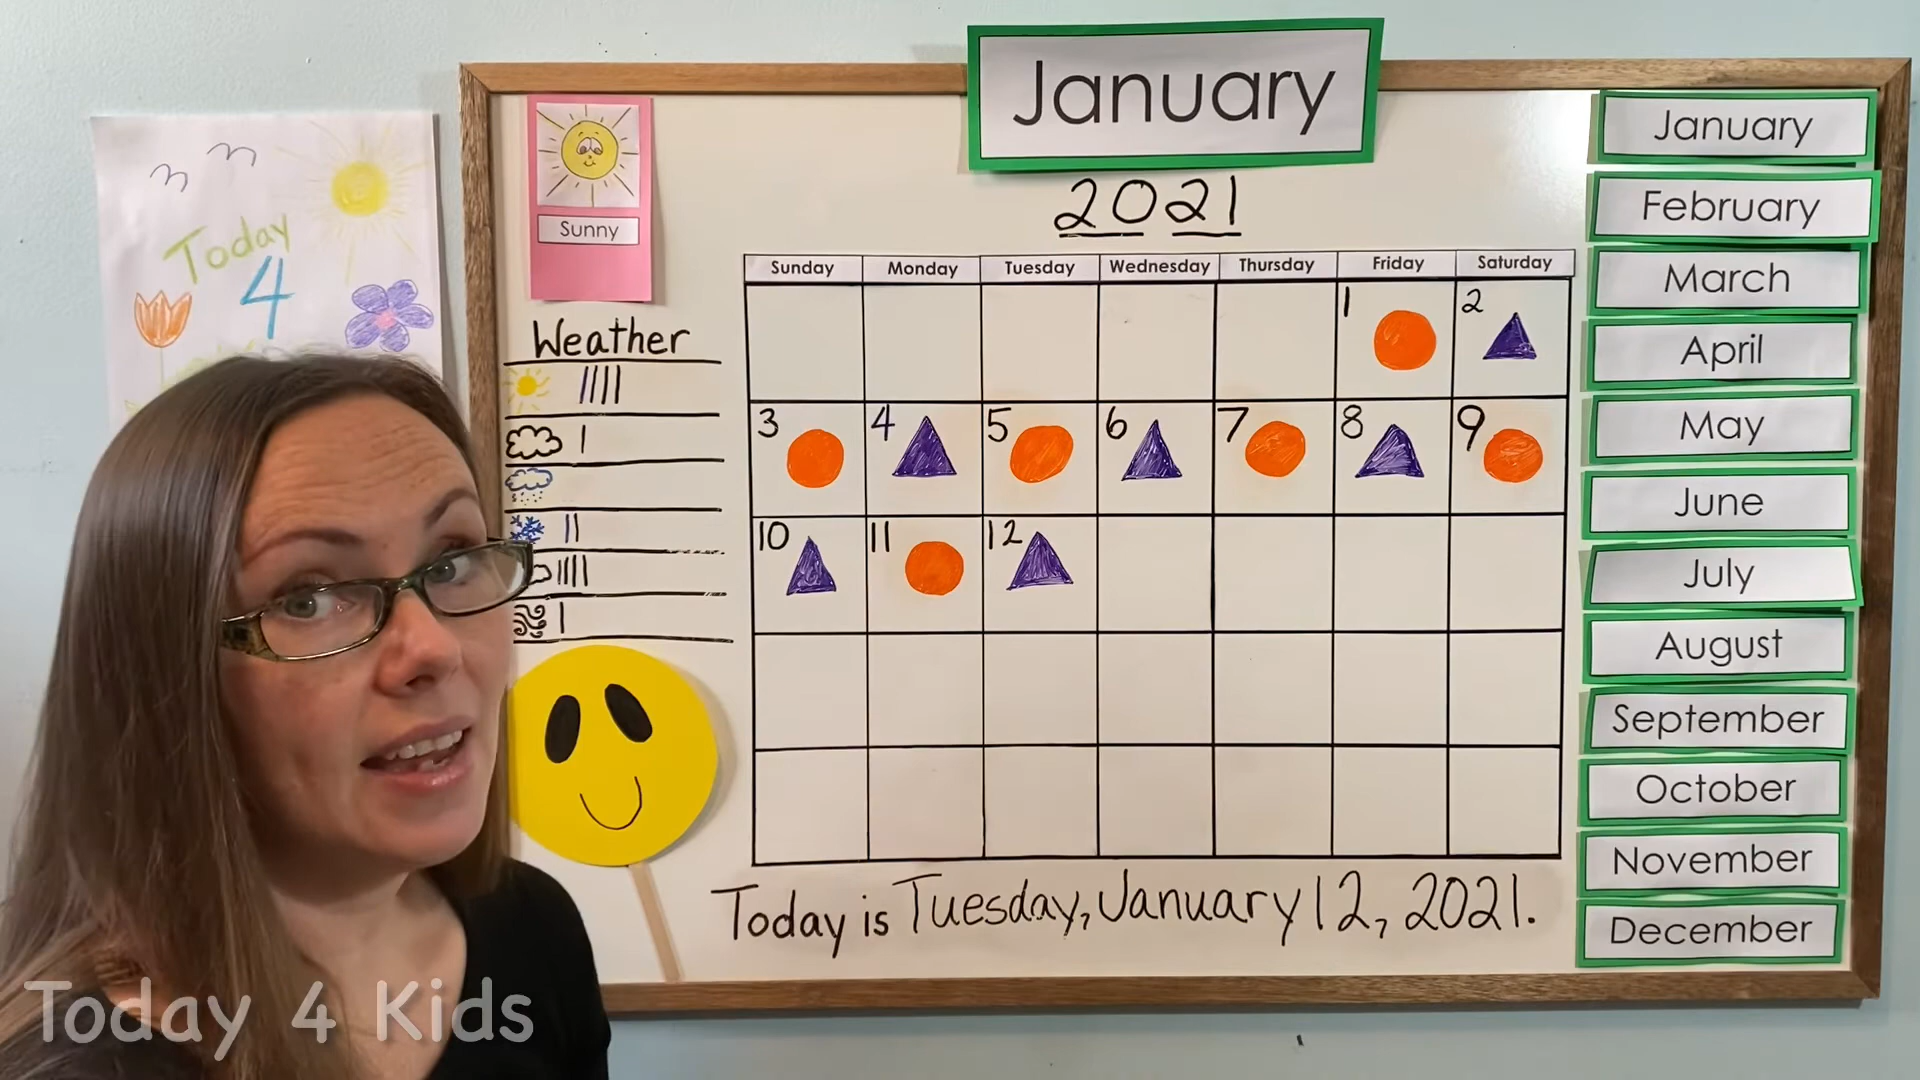 January
2021
Today
4
Sunny
Weather
Sunday Monday Tuesday Wednesday Thursday Friday Saturday
1 2
3 4 5 6 7 8 9
10 11 12
Today is Tuesday, January 12, 2021.
January
February
March
April
May
June
July
August
September
October
November
December
Today 4 Kids